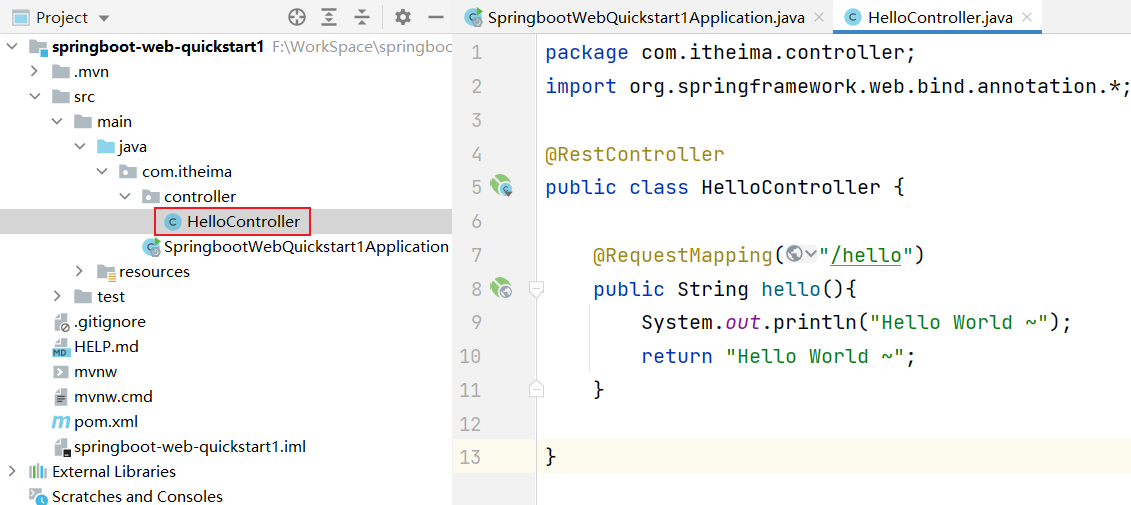 Project
springboot-web-quickstart1 F:\WorkSpace\springboo
.mvn
src
main
java
com.itheima
controller
HelloController
SpringbootWebQuickstart1Application
resources
test
.gitignore
HELP.md
mvnw
mvnw.cmd
pom.xml
springboot-web-quickstart1.iml
External Libraries
Scratches and Consoles
SpringbootWebQuickstart1Application.java
HelloController.java
1 package com.itheima.controller;
2 import org.springframework.web.bind.annotation.*;
3
4 @RestController
5 public class HelloController {
6
7 @RequestMapping("/hello")
8 public String hello(){
9 System.out.println("Hello World ~");
10 return "Hello World ~";
11 }
12
13 }